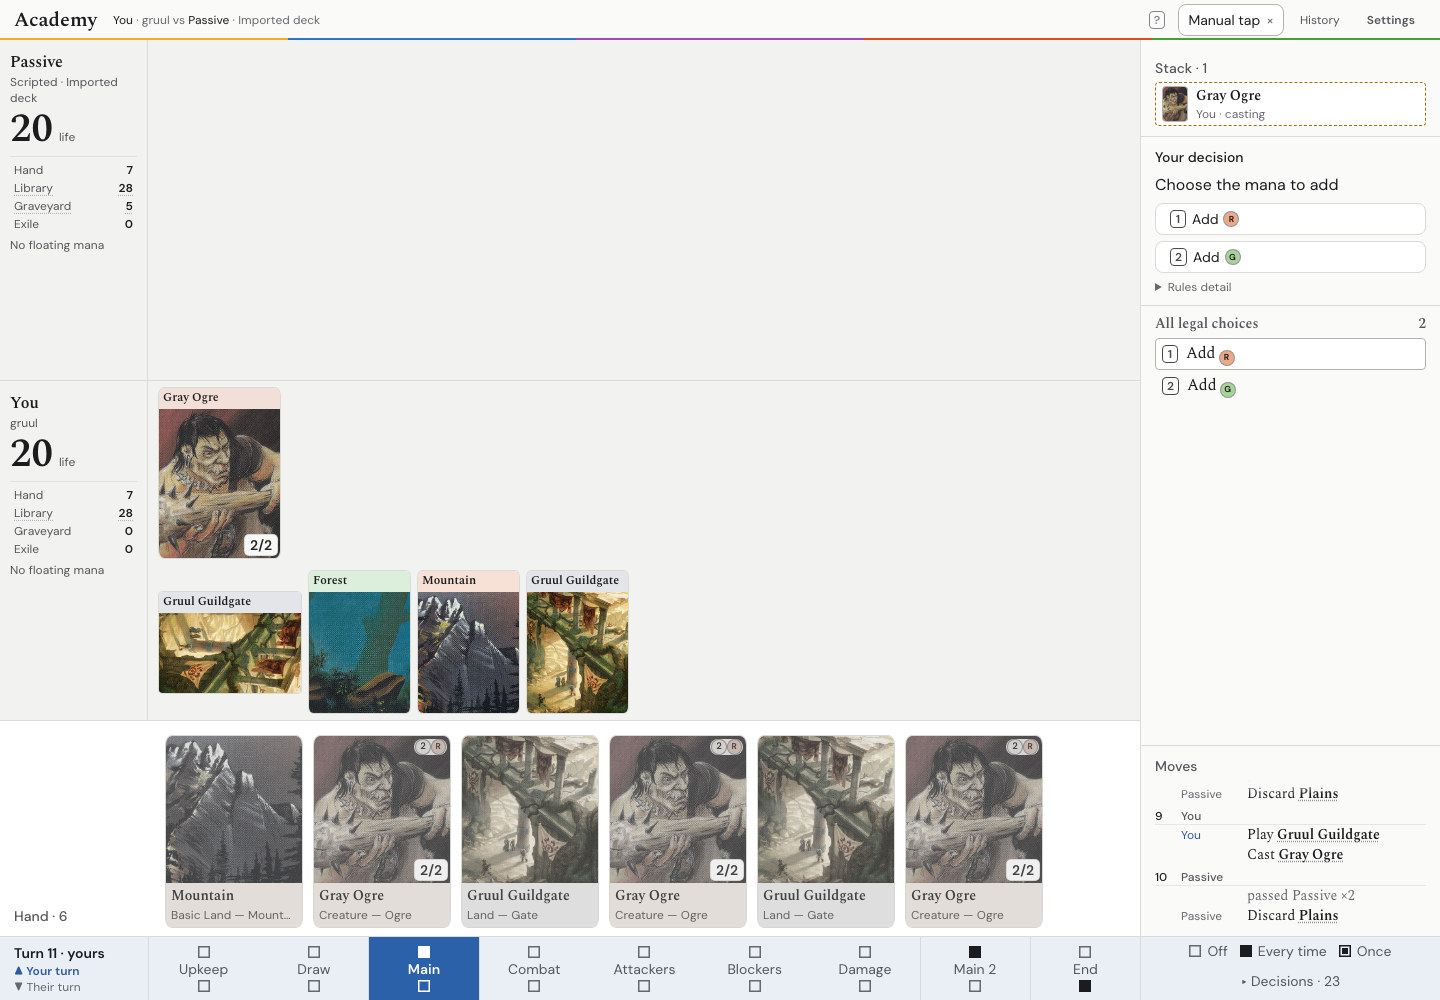 Academy
You · gruul vs Passive · Imported deck
?
Manual tap ×
History
Settings
Passive
Scripted · Imported
deck
20 life
Hand 7
Library 28
Graveyard 5
Exile 0
No floating mana
You
gruul
20 life
Hand 7
Library 28
Graveyard 0
Exile 0
No floating mana
Gray Ogre
2/2
Gruul Guildgate
Forest
Mountain
Gruul Guildgate
Stack · 1
Gray Ogre
You · casting
Your decision
Choose the mana to add
1 Add R
2 Add G
▶ Rules detail
All legal choices 2
1 Add R
2 Add G
Moves
Passive Discard Plains
9 You
You Play Gruul Guildgate
Cast Gray Ogre
10 Passive
passed Passive ×2
Passive Discard Plains
Hand · 6
Mountain
Basic Land — Mount...
2 R
2/2
Gray Ogre
Creature — Ogre
Gruul Guildgate
Land — Gate
2 R
2/2
Gray Ogre
Creature — Ogre
Gruul Guildgate
Land — Gate
2 R
2/2
Gray Ogre
Creature — Ogre
Turn 11 · yours
▲ Your turn
▼ Their turn
Upkeep
Draw
Main
Combat
Attackers
Blockers
Damage
Main 2
End
Off Every time Once
▸ Decisions · 23